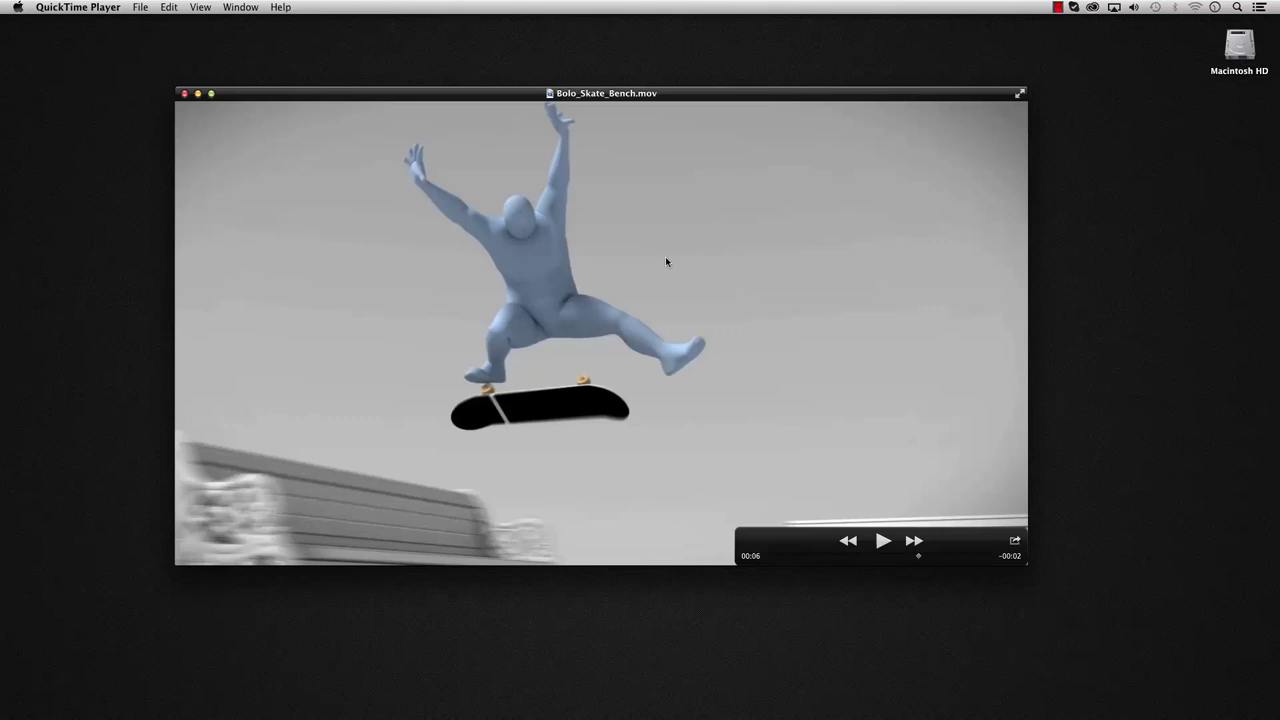 QuickTime Player File Edit View Window Help
Macintosh HD
Bolo_Skate_Bench.mov
00:06
-00:02